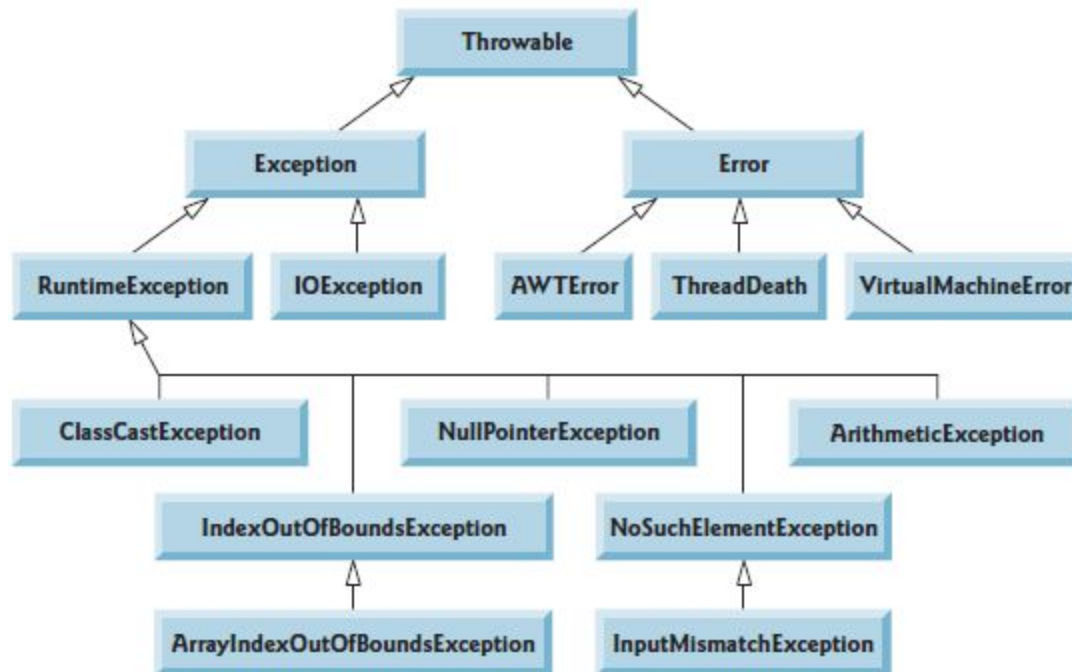 Throwable
Exception
Error
RuntimeException
IOException
AWTError
ThreadDeath
VirtualMachineError
ClassCastException
NullPointerException
ArithmeticException
IndexOutOfBoundsException
NoSuchElementException
ArrayIndexOutOfBoundsException
InputMismatchException